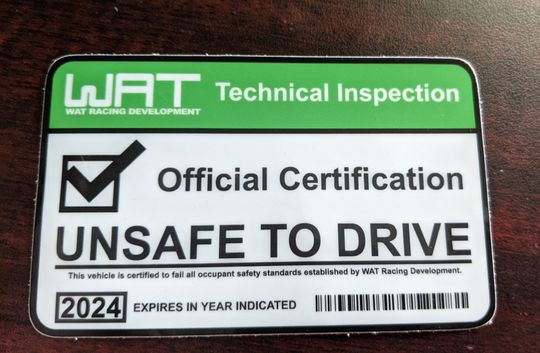 WAT Technical Inspection
WAT RACING DEVELOPMENT
Official Certification
UNSAFE TO DRIVE
This vehicle is certified to fail all occupant safety standards established by WAT Racing Development.
2024 EXPIRES IN YEAR INDICATED